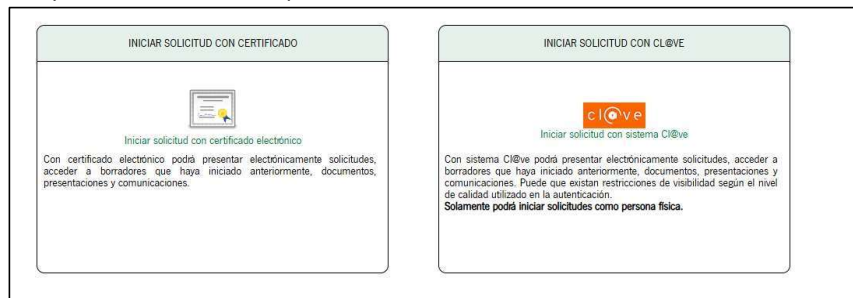 INICIAR SOLICITUD CON CERTIFICADO
Iniciar solicitud con certificado electrónico
Con certificado electrónico podrá presentar electrónicamente solicitudes,
acceder a borradores que haya iniciado anteriormente, documentos,
presentaciones y comunicaciones.
INICIAR SOLICITUD CON CL@VE
cl@ve
Iniciar solicitud con sistema Cl@ve
Con sistema Cl@ve podrá presentar electrónicamente solicitudes, acceder a
borradores que haya iniciado anteriormente, documentos, presentaciones y
comunicaciones. Puede que existan restricciones de visibilidad según el nivel
de calidad utilizado en la autenticación.
Solamente podrá iniciar solicitudes como persona física.